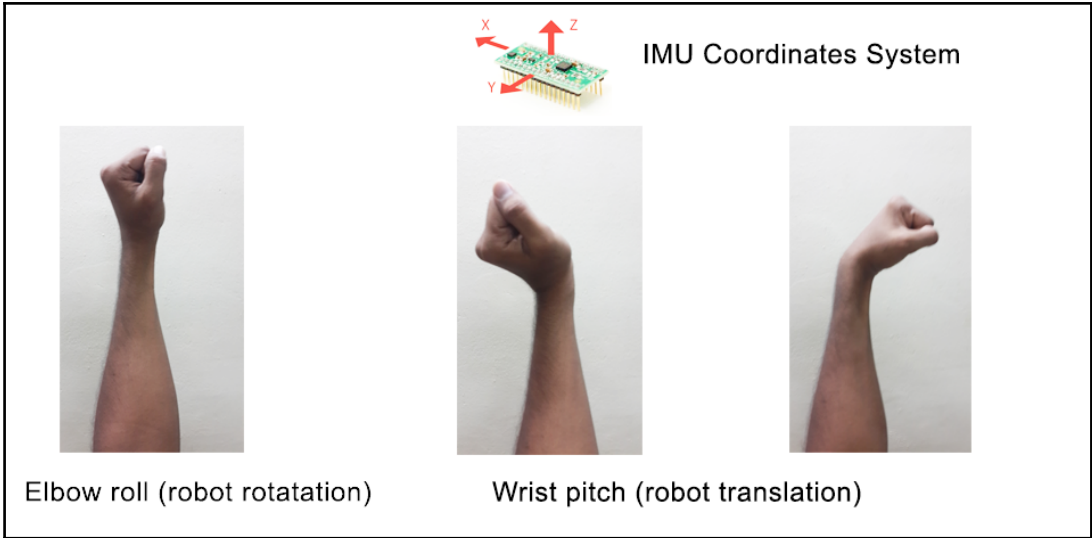 X
Z
Y
IMU Coordinates System
Elbow roll (robot rotatation)
Wrist pitch (robot translation)